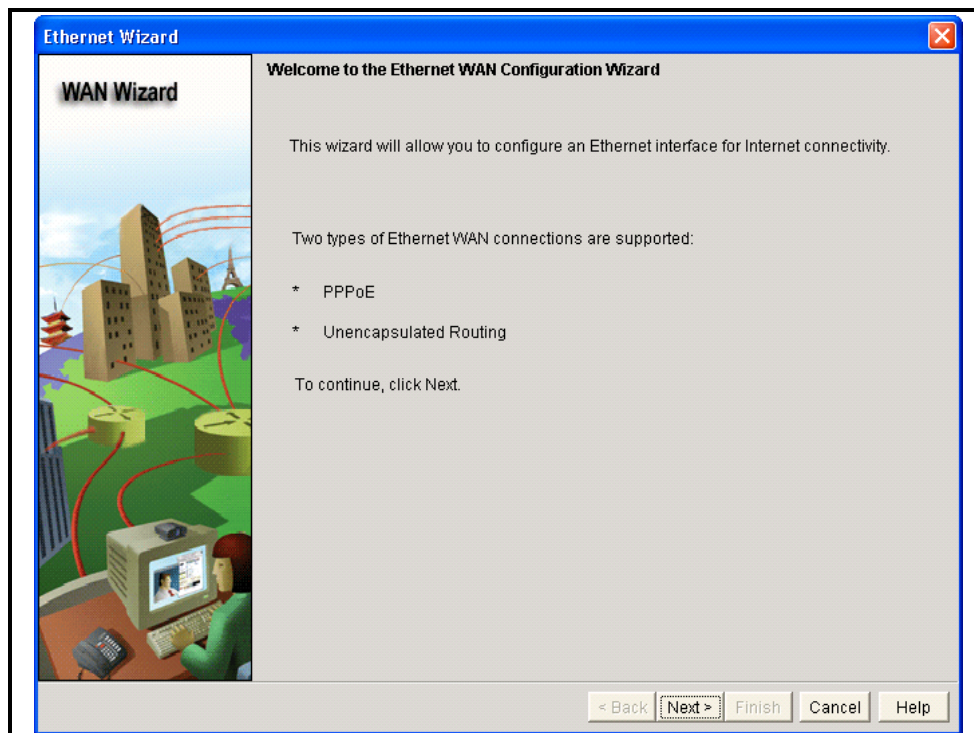 Ethernet Wizard
WAN Wizard
Welcome to the Ethernet WAN Configuration Wizard
This wizard will allow you to configure an Ethernet interface for Internet connectivity.
Two types of Ethernet WAN connections are supported:
* PPPoE
* Unencapsulated Routing
To continue, click Next.
< Back Next > Finish Cancel Help